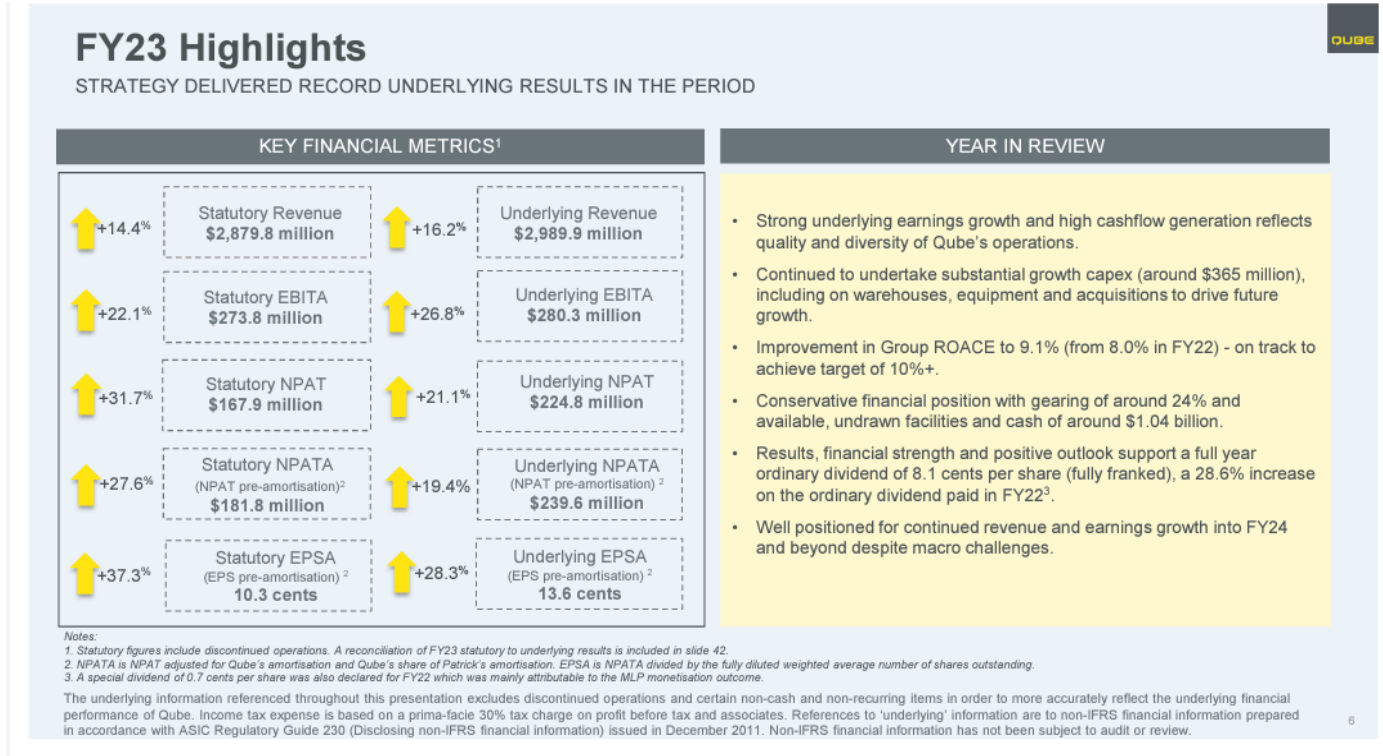 QUBE
FY23 Highlights
STRATEGY DELIVERED RECORD UNDERLYING RESULTS IN THE PERIOD
KEY FINANCIAL METRICS¹
+14.4%
Statutory Revenue
$2,879.8 million
+16.2%
Underlying Revenue
$2,989.9 million
+22.1%
Statutory EBITA
$273.8 million
+26.8%
Underlying EBITA
$280.3 million
+31.7%
Statutory NPAT
$167.9 million
+21.1%
Underlying NPAT
$224.8 million
+27.6%
Statutory NPATA
(NPAT pre-amortisation)²
$181.8 million
+19.4%
Underlying NPATA
(NPAT pre-amortisation) ²
$239.6 million
+37.3%
Statutory EPSA
(EPS pre-amortisation) ²
10.3 cents
+28.3%
Underlying EPSA
(EPS pre-amortisation) ²
13.6 cents
YEAR IN REVIEW
• Strong underlying earnings growth and high cashflow generation reflects
quality and diversity of Qube's operations.
• Continued to undertake substantial growth capex (around $365 million),
including on warehouses, equipment and acquisitions to drive future
growth.
• Improvement in Group ROACE to 9.1% (from 8.0% in FY22) - on track to
achieve target of 10%+.
• Conservative financial position with gearing of around 24% and
available, undrawn facilities and cash of around $1.04 billion.
• Results, financial strength and positive outlook support a full year
ordinary dividend of 8.1 cents per share (fully franked), a 28.6% increase
on the ordinary dividend paid in FY22³.
• Well positioned for continued revenue and earnings growth into FY24
and beyond despite macro challenges.
Notes:
1. Statutory figures include discontinued operations. A reconciliation of FY23 statutory to underlying results is included in slide 42.
2. NPATA is NPAT adjusted for Qube's amortisation and Qube's share of Patrick's amortisation. EPSA is NPATA divided by the fully diluted weighted average number of shares outstanding.
3. A special dividend of 0.7 cents per share was also declared for FY22 which was mainly attributable to the MLP monetisation outcome.
The underlying information referenced throughout this presentation excludes discontinued operations and certain non-cash and non-recurring items in order to more accurately reflect the underlying financial
performance of Qube. Income tax expense is based on a prima-facie 30% tax charge on profit before tax and associates. References to 'underlying' information are to non-IFRS financial information prepared
in accordance with ASIC Regulatory Guide 230 (Disclosing non-IFRS financial information) issued in December 2011. Non-IFRS financial information has not been subject to audit or review.
6